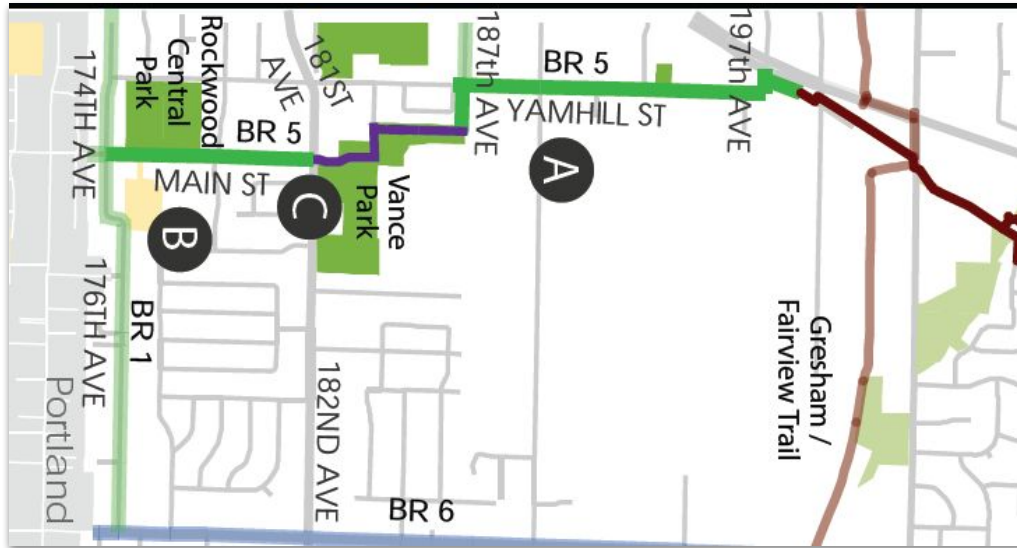 174TH AVE
Rockwood
Central
Park
181ST
AVE
187th AVE
BR 5
197th AVE
YAMHILL ST
BR 5
MAIN ST
A
B
C
Vance
Park
176TH AVE
BR 1
Portland
182ND AVE
BR 6
Gresham /
Fairview Trail